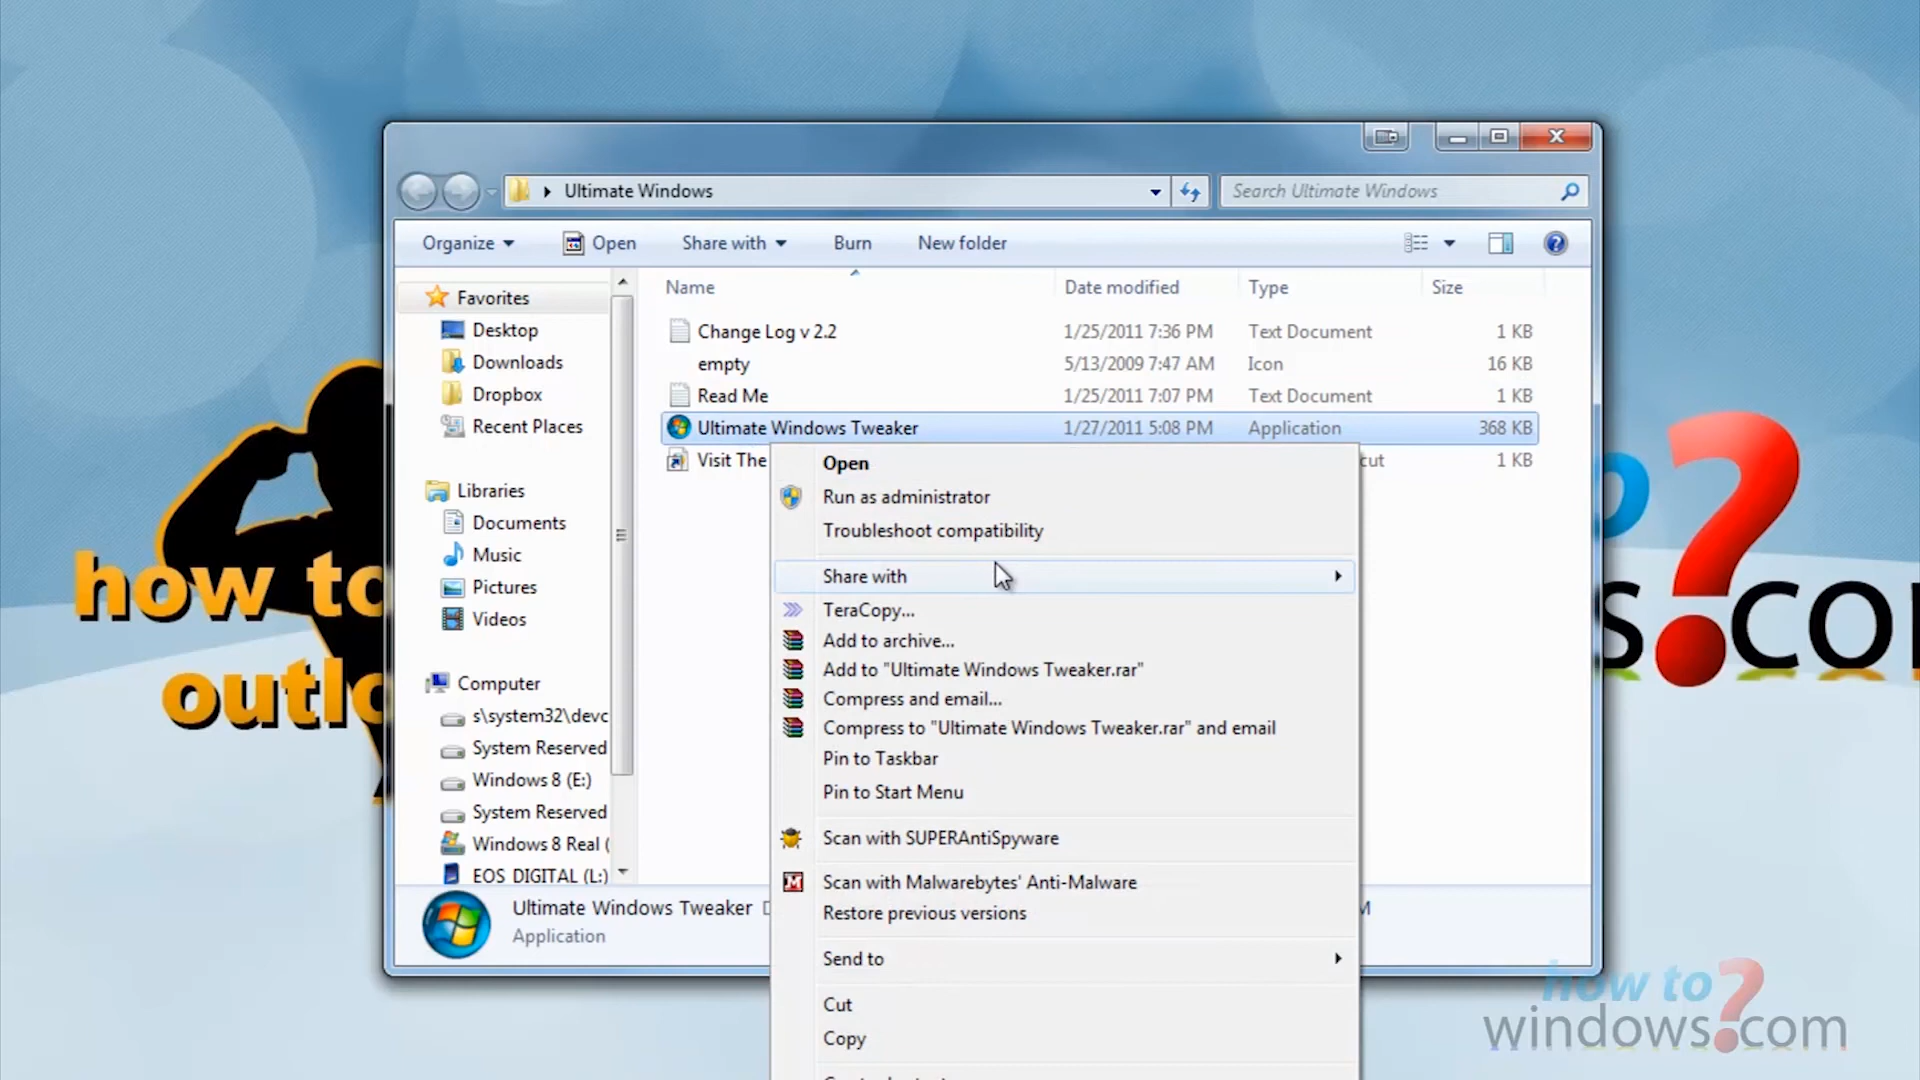 Ultimate Windows
Search Ultimate Windows
Organize
Open
Share with
Burn
New folder
Name
Date modified
Type
Size
Favorites
Desktop
Downloads
Dropbox
Recent Places
Libraries
Documents
Music
Pictures
Videos
Computer
s\system32\devc
System Reserved
Windows 8 (E:)
System Reserved
Windows 8 Real (
EOS DIGITAL (L:)
Change Log v 2.2 1/25/2011 7:36 PM Text Document 1 KB
empty 5/13/2009 7:47 AM Icon 16 KB
Read Me 1/25/2011 7:07 PM Text Document 1 KB
Ultimate Windows Tweaker 1/27/2011 5:08 PM Application 368 KB
Visit The cut 1 KB
Open
Run as administrator
Troubleshoot compatibility
Share with
TeraCopy...
Add to archive...
Add to "Ultimate Windows Tweaker.rar"
Compress and email...
Compress to "Ultimate Windows Tweaker.rar" and email
Pin to Taskbar
Pin to Start Menu
Scan with SUPERAntiSpyware
Scan with Malwarebytes' Anti-Malware
Restore previous versions
Send to
Cut
Copy
Ultimate Windows Tweaker
Application
how to
outlo
s?com
how to?
windows.com